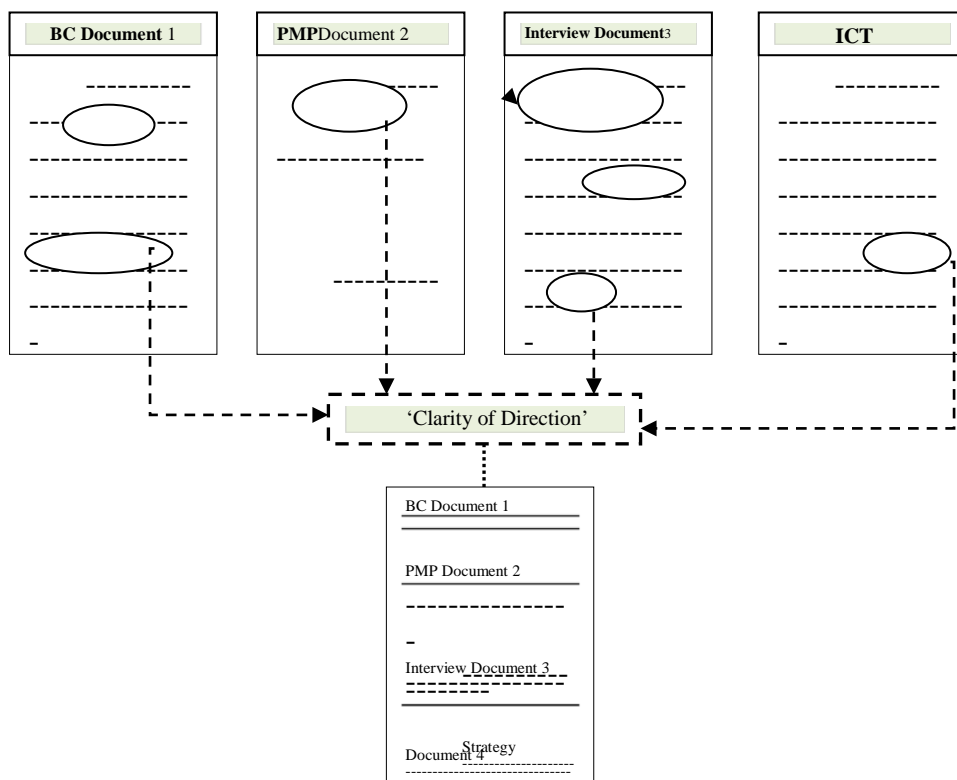 BC Document 1
PMPDocument 2
Interview Document3
ICT
‘Clarity of Direction’
BC Document 1
PMP Document 2
Interview Document 3
Strategy
Document 4